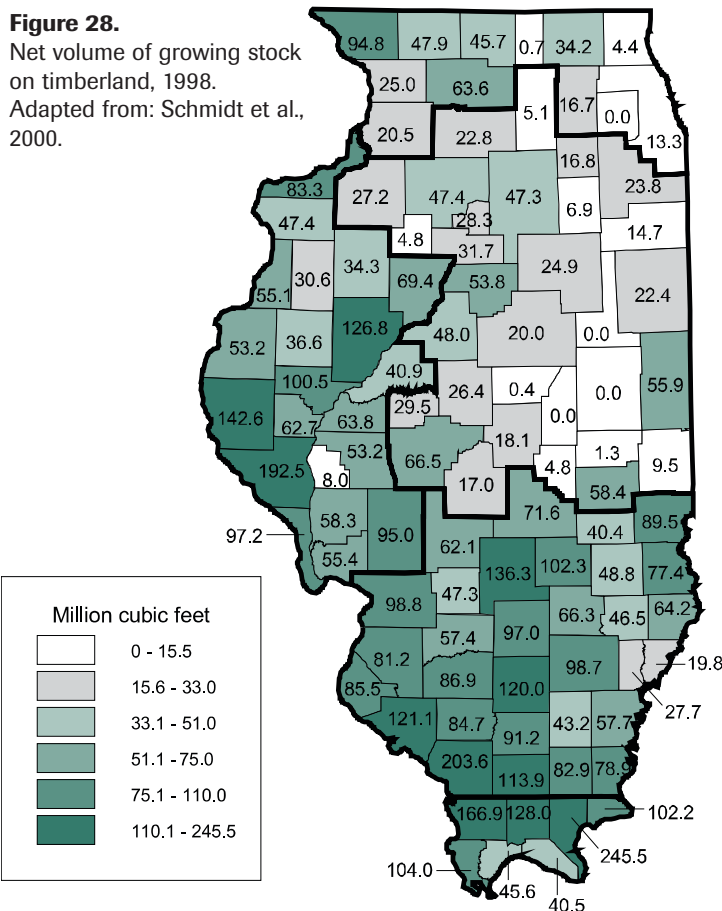 Figure 28.
Net volume of growing stock
on timberland, 1998.
Adapted from: Schmidt et al.,
2000.
94.8 47.9 45.7 0.7 34.2 4.4
25.0 63.6
5.1 16.7 0.0
20.5 22.8 13.3
16.8
83.3 27.2 47.4 47.3 23.8
6.9
47.4 28.3
4.8 14.7
31.7
34.3 24.9
30.6 69.4 53.8
55.1 22.4
126.8 48.0 20.0 0.0
53.2 36.6
40.9
100.5 26.4 0.4 0.0 55.9
142.6 29.5
62.7 63.8 0.0
18.1
53.2 66.5 1.3
192.5 4.8 9.5
8.0 17.0
58.4
58.3 71.6
97.2 95.0 40.4 89.5
62.1
55.4 102.3
136.3 48.8 77.4
98.8 47.3
66.3 46.5 64.2
57.4 97.0
81.2 98.7 19.8
86.9
85.5 120.0
27.7
121.1 84.7 43.2 57.7
91.2
203.6 82.9 78.9
113.9
166.9 128.0 102.2
245.5
104.0
45.6
40.5
Million cubic feet
0 - 15.5
15.6 - 33.0
33.1 - 51.0
51.1 - 75.0
75.1 - 110.0
110.1 - 245.5